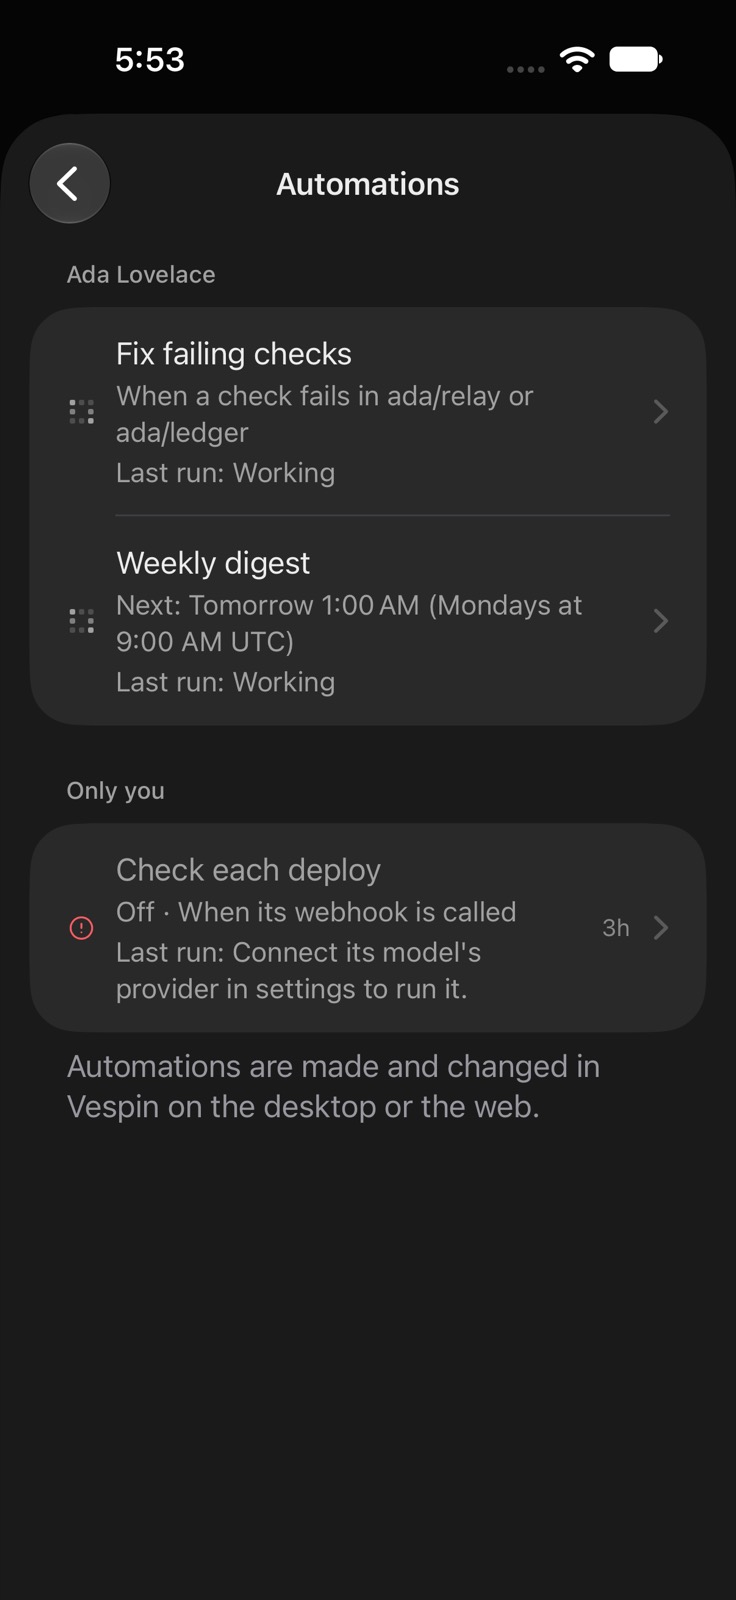 5:53
Automations
Ada Lovelace
Fix failing checks
When a check fails in ada/relay or
ada/ledger
Last run: Working
Weekly digest
Next: Tomorrow 1:00 AM (Mondays at
9:00 AM UTC)
Last run: Working
Only you
Check each deploy
Off · When its webhook is called
Last run: Connect its model's
provider in settings to run it.
3h
Automations are made and changed in
Vespin on the desktop or the web.